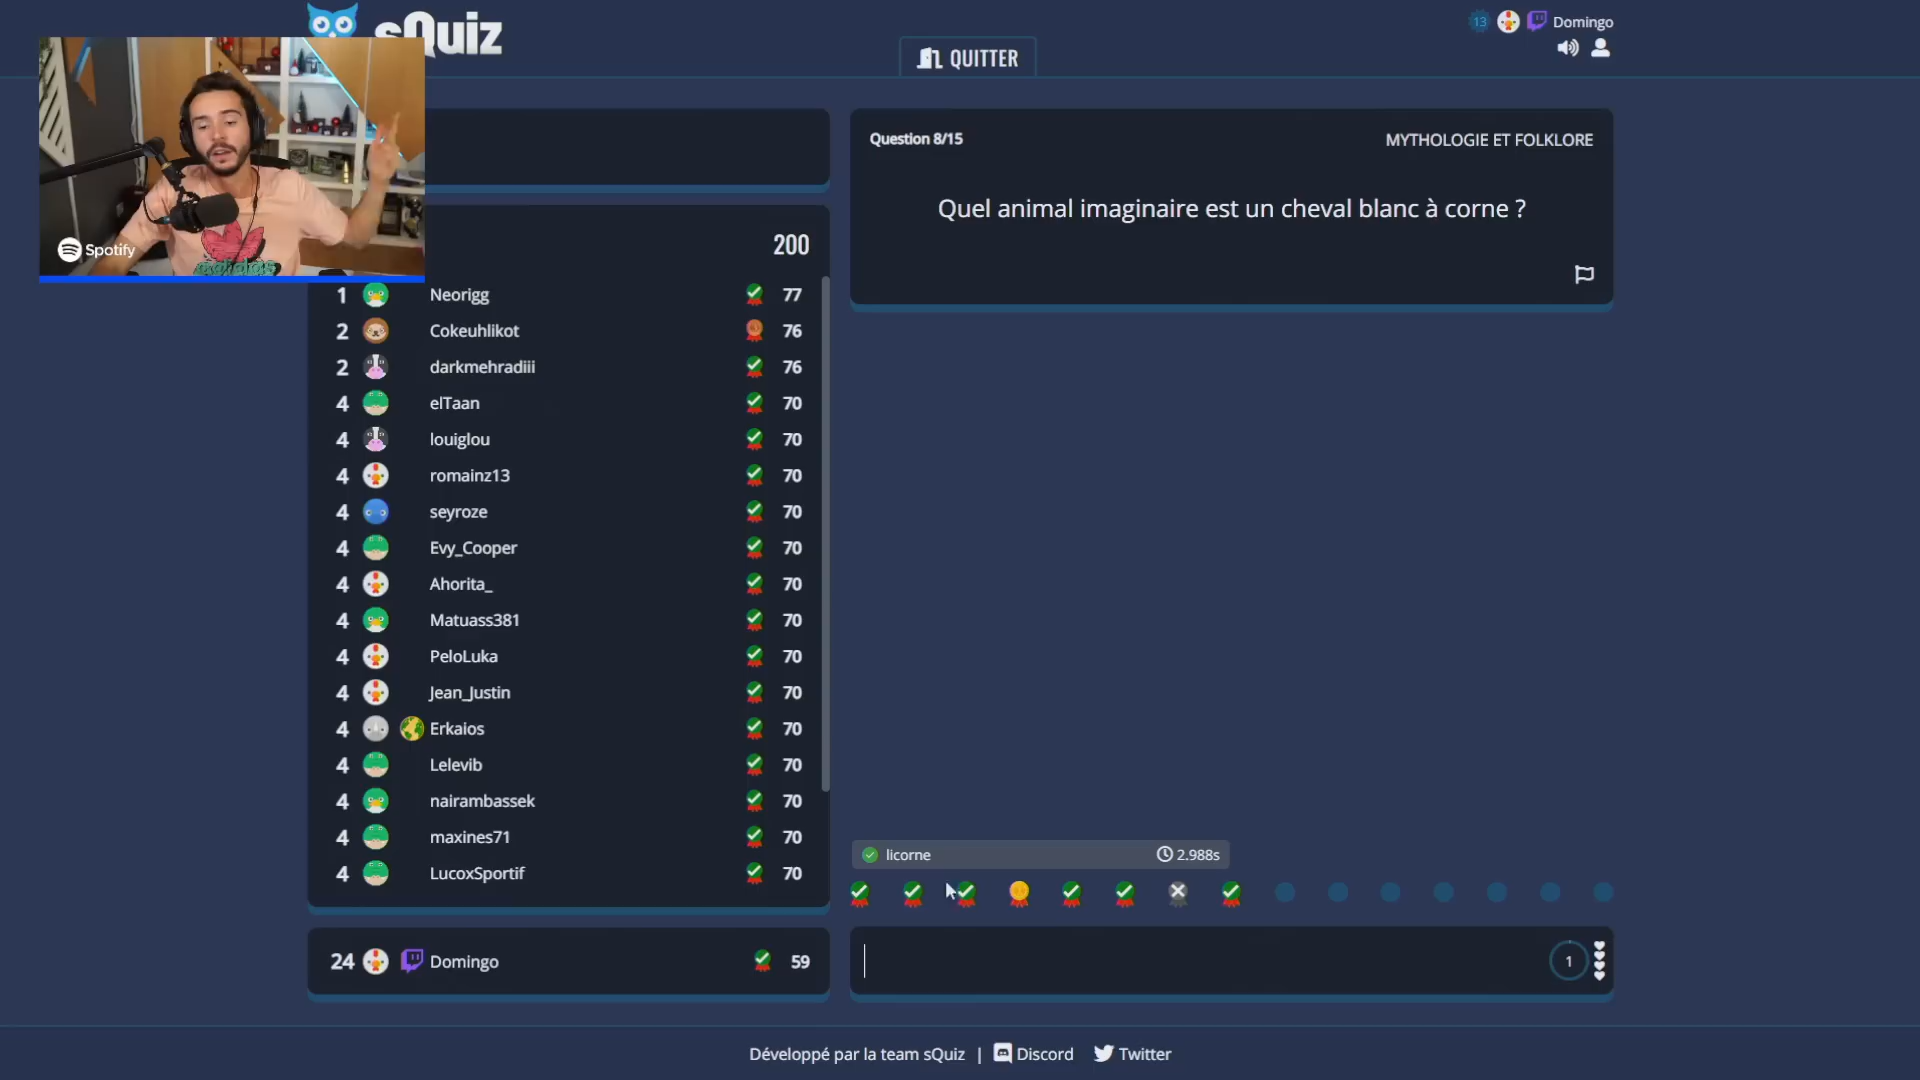 sQuiz
QUITTER
13 Domingo
Spotify
adidas
200
1 Neorigg 77
2 Cokeuhlikot 76
2 darkmehradiii 76
4 elTaan 70
4 louiglou 70
4 romainz13 70
4 seyroze 70
4 Evy_Cooper 70
4 Ahorita_ 70
4 Matuass381 70
4 PeloLuka 70
4 Jean_Justin 70
4 Erkaios 70
4 Lelevib 70
4 nairambassek 70
4 maxines71 70
4 LucoxSportif 70
24 Domingo 59
Question 8/15
MYTHOLOGIE ET FOLKLORE
Quel animal imaginaire est un cheval blanc à corne ?
licorne 2.988s
1
Développé par la team sQuiz | Discord Twitter